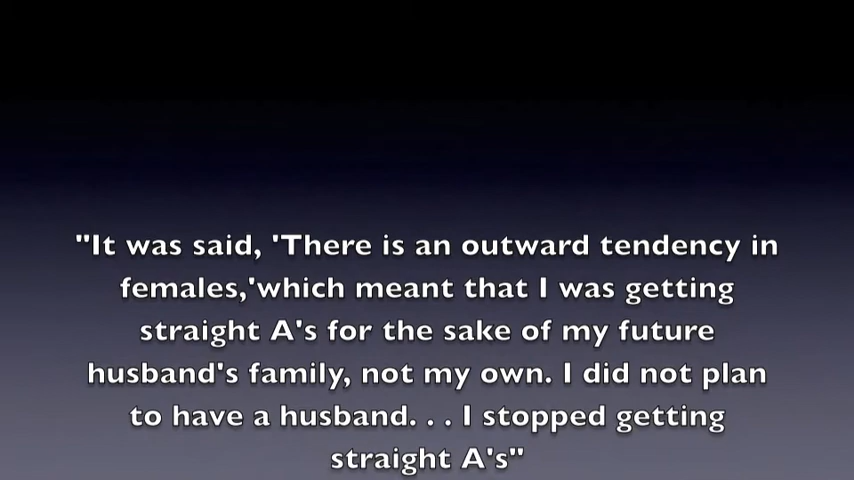 "It was said, 'There is an outward tendency in
females,'which meant that I was getting
straight A's for the sake of my future
husband's family, not my own. I did not plan
to have a husband. . . I stopped getting
straight A's"